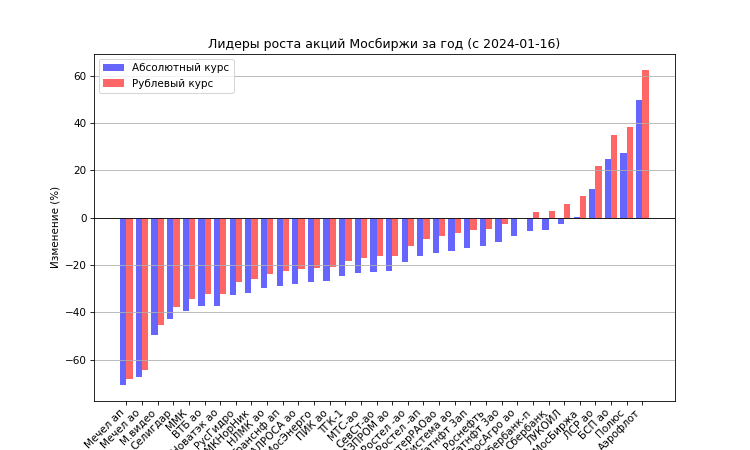 Лидеры роста акций Мосбиржи за год (с 2024-01-16)
Абсолютный курс
Рублевый курс
Изменение (%)
60
40
20
0
−20
−40
−60
Мечел ап
Мечел ао
М.видео
Селигдар
ММК
ВТБ ао
Новатэк ао
РусГидро
ГМКНорНик
НЛМК ао
Транснф ап
АЛРОСА ао
МосЭнерго
ПИК ао
ТГК-1
МТС-ао
СевСт-ао
ГАЗПРОМ ао
Ростел -ао
Ростел -ап
ИнтерРАОао
Система ао
Татнфт 3ап
Роснефть
Татнфт 3ао
РосАгро ао
Сбербанк-п
Сбербанк
ЛУКОЙЛ
МосБиржа
ЛСР ао
БСП ао
Полюс
Аэрофлот